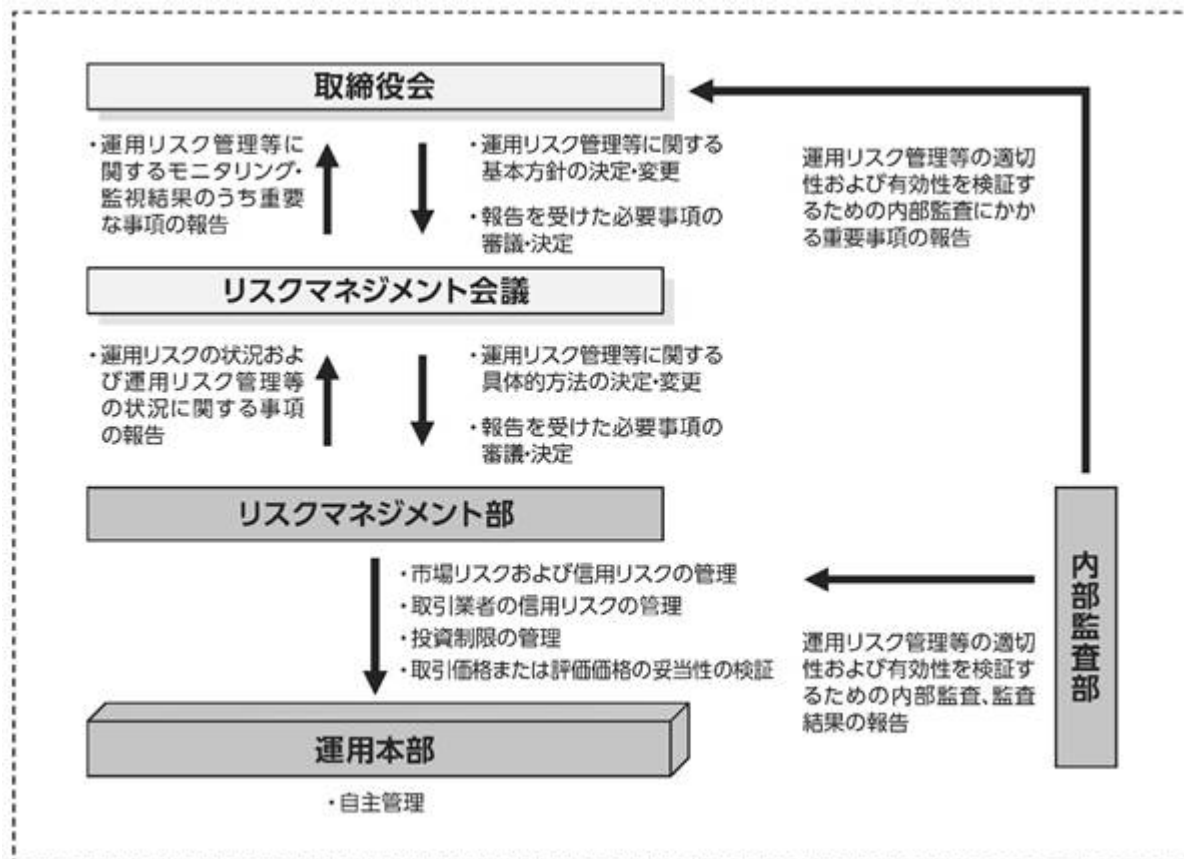 取締役会
・運用リスク管理等に
関するモニタリング・
監視結果のうち重要
な事項の報告
・運用リスク管理等に関する
基本方針の決定・変更
・報告を受けた必要事項の
審議・決定
運用リスク管理等の適切
性および有効性を検証す
るための内部監査にかか
る重要事項の報告
リスクマネジメント会議
・運用リスクの状況およ
び運用リスク管理等
の状況に関する事項
の報告
・運用リスク管理等に関する
具体的方法の決定・変更
・報告を受けた必要事項の
審議・決定
リスクマネジメント部
・市場リスクおよび信用リスクの管理
・取引業者の信用リスクの管理
・投資制限の管理
・取引価格または評価価格の妥当性の検証
運用リスク管理等の適切
性および有効性を検証す
るための内部監査、監査
結果の報告
内部監査部
運用本部
・自主管理